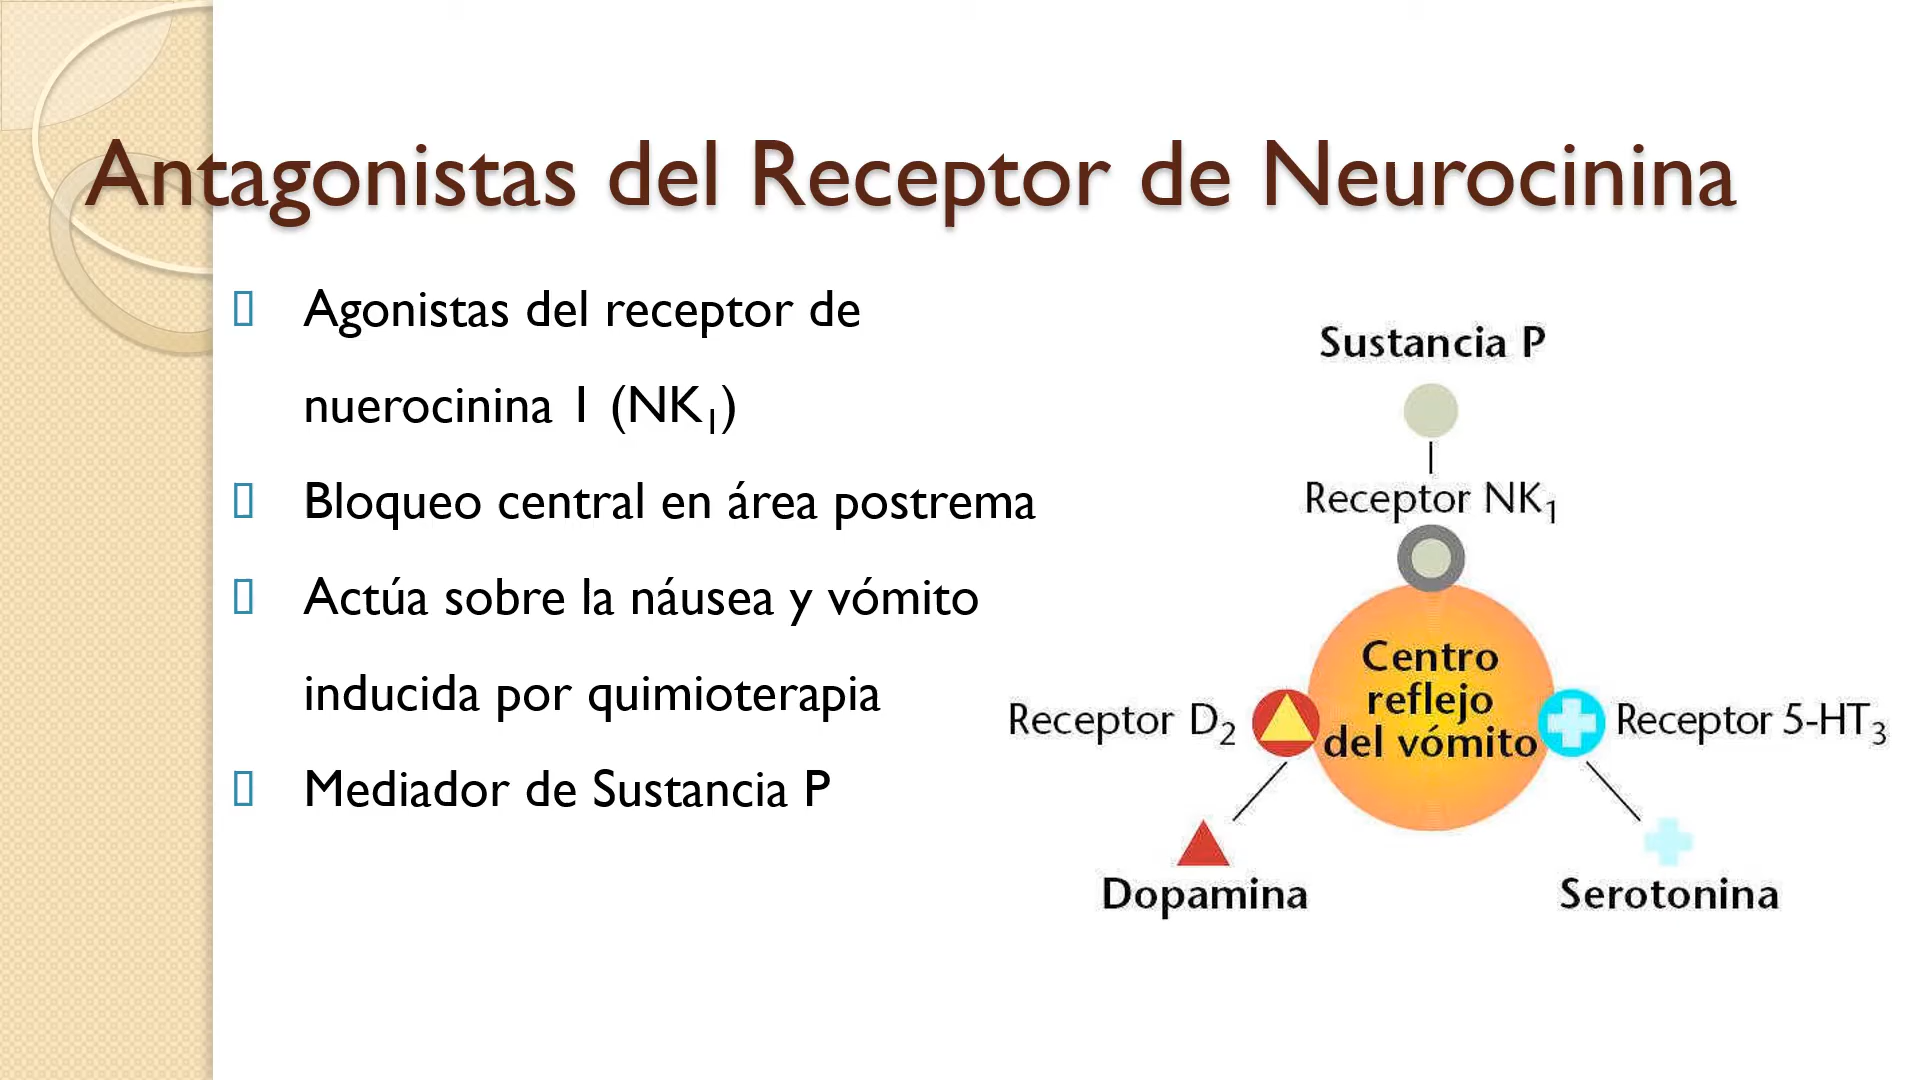 Antagonistas del Receptor de Neurocinina
Agonistas del receptor de
nuerocinina 1 (NK₁)
Bloqueo central en área postrema
Actúa sobre la náusea y vómito
inducida por quimioterapia
Mediador de Sustancia P
Sustancia P
Receptor NK₁
Centro
reflejo
del vómito
Receptor D₂
Receptor 5-HT₃
Dopamina
Serotonina